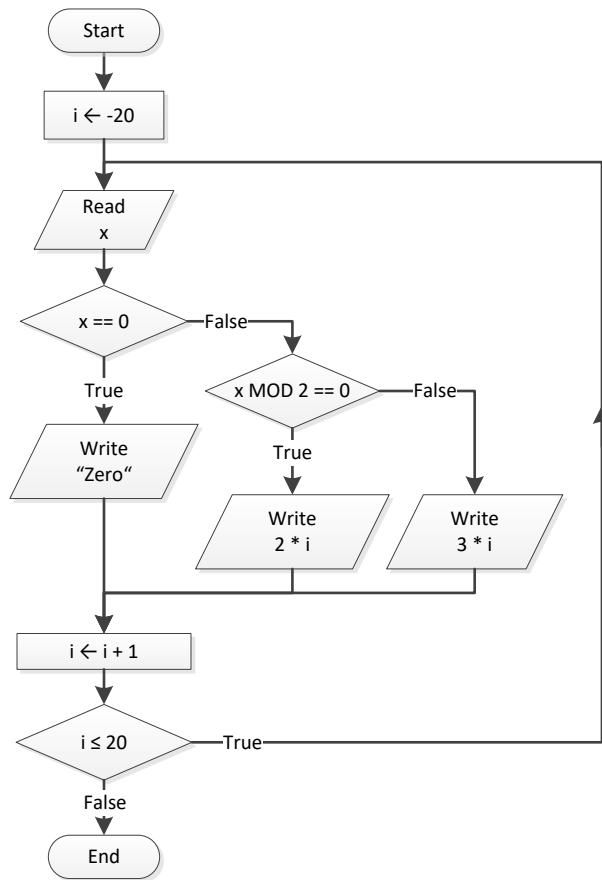 Start
i ← -20
Read
x
x == 0
False
True
x MOD 2 == 0
False
True
Write
“Zero“
Write
2 * i
Write
3 * i
i ← i + 1
i ≤ 20
True
False
End